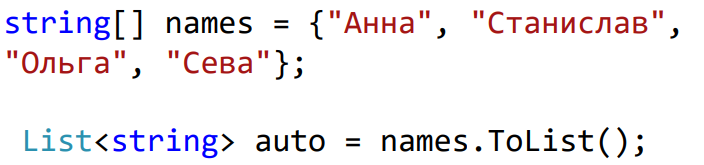 string[] names = {"Анна", "Станислав",
"Ольга", "Сева"};
List<string> auto = names.ToList();